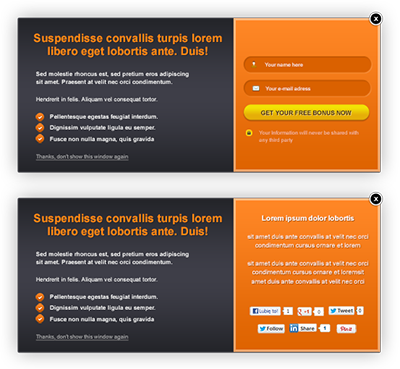 x
Suspendisse convallis turpis lorem
libero eget lobortis ante. Duis!
Sed molestie rhoncus est, sed pretium eros adipiscing
sit amet. Praesent at velit nec orci condimentum.
Hendrerit in felis. Aliquam vel consequat tortor.
Pellentesque egestas feugiat interdum.
Dignissim vulputate ligula eu semper.
Fusce non nulla magna, quis gravida
Thanks, don't show this window again
Your name here
Your e-mail adress
GET YOUR FREE BONUS NOW
Your information will never be shared with
any third party
x
Suspendisse convallis turpis lorem
libero eget lobortis ante. Duis!
Sed molestie rhoncus est, sed pretium eros adipiscing
sit amet. Praesent at velit nec orci condimentum.
Hendrerit in felis. Aliquam vel consequat tortor.
Pellentesque egestas feugiat interdum.
Dignissim vulputate ligula eu semper.
Fusce non nulla magna, quis gravida
Thanks, don't show this window again
Lorem ipsum dolor lobortis
sit amet duis ante convallis at velit nec orci
condimentum cursus ornare et lorem
sit amet duis ante convallis at velit nec orci
condimentum cursus ornare et loremsit
amet duis ante convallis at velit nec orci
Lubię to! 1 +1 0 Tweet 0
Follow in Share 1 Pin it